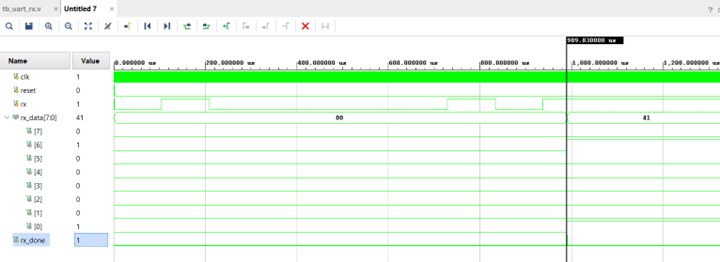 tb_uart_rx.v × Untitled 7 ×
989.830000 us
Name Value
0.000000 us 200.000000 us 400.000000 us 600.000000 us 800.000000 us 1,000.000000 us 1,200.000000 us
clk 1
reset 0
rx 1
rx_data[7:0] 41 00 41
[7] 0
[6] 1
[5] 0
[4] 0
[3] 0
[2] 0
[1] 0
[0] 1
rx_done 1